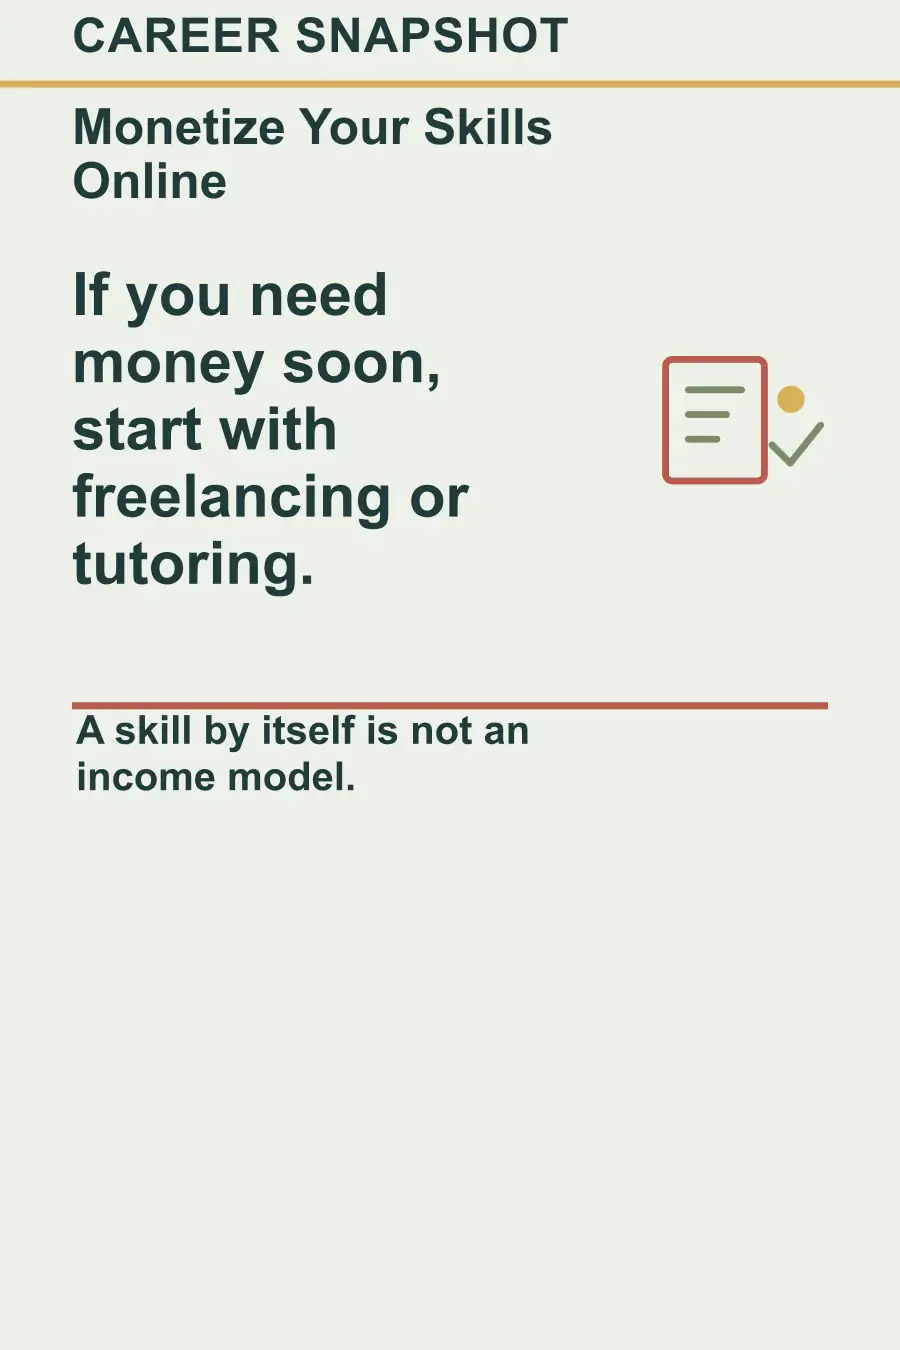 CAREER SNAPSHOT
Monetize Your Skills
Online
If you need
money soon,
start with
freelancing or
tutoring.
A skill by itself is not an
income model.